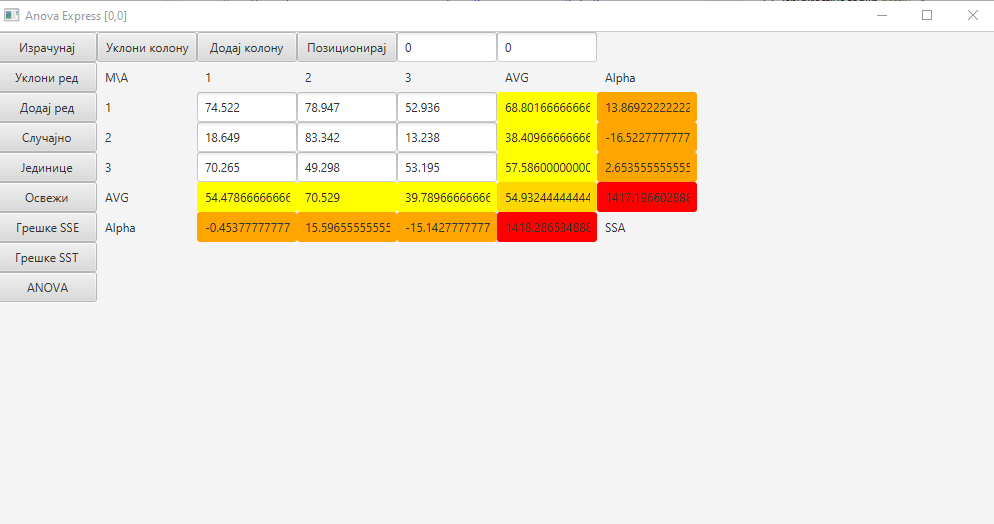 Anova Express [0,0]
Израчунај Уклони колону Додај колону Позиционирај 0 0
Уклони ред M\A 1 2 3 AVG Alpha
Додај ред 1 74.522 78.947 52.936 68.80166666666 13.86922222222
Случајно 2 18.649 83.342 13.238 38.40966666666 -16.5227777777
Јединице 3 70.265 49.298 53.195 57.58600000000 2.653555555555
Освежи AVG 54.47866666666 70.529 39.78966666666 54.93244444444
Грешке SSE Alpha -0.45377777777 15.59655555555 -15.1427777777 SSA
Грешке SST
ANOVA